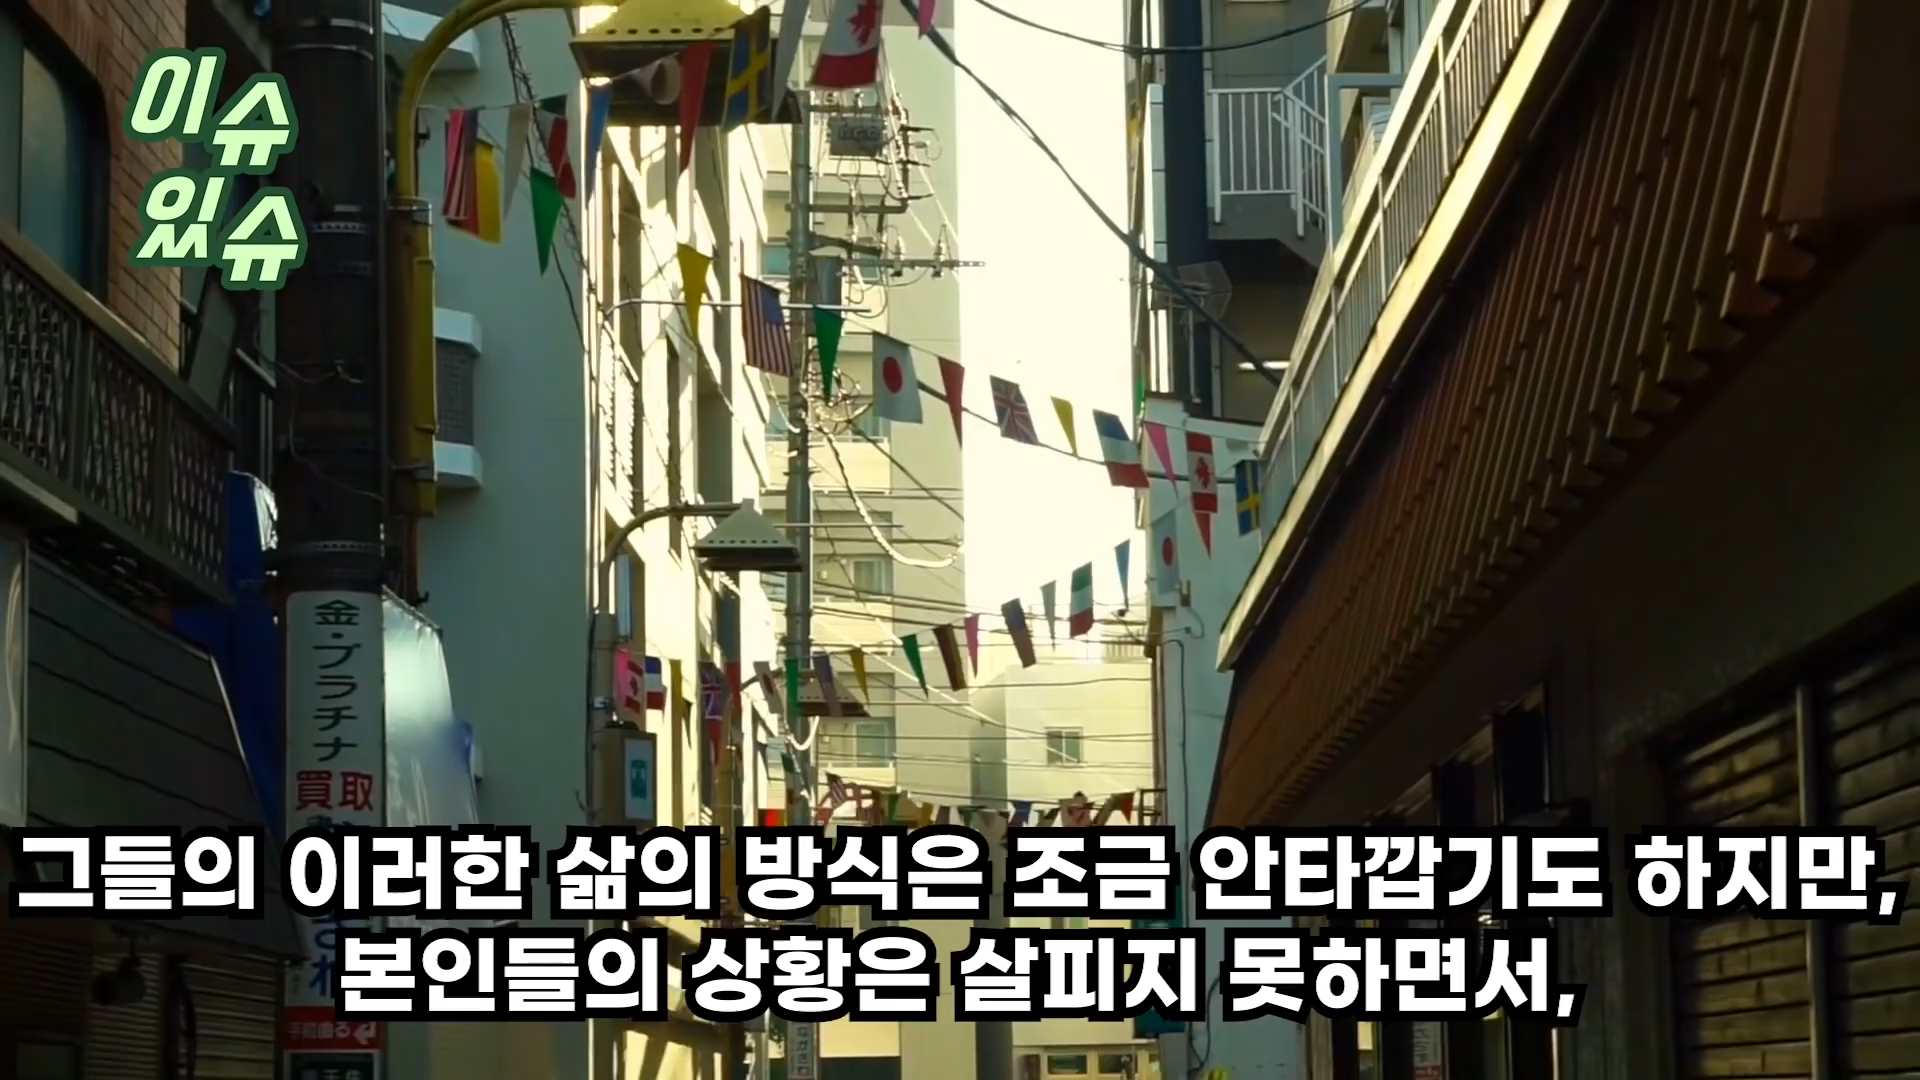 이슈
있슈
金・プラチナ
買取
그들의 이러한 삶의 방식은 조금 안타깝기도 하지만,
본인들의 상황은 살피지 못하면서,